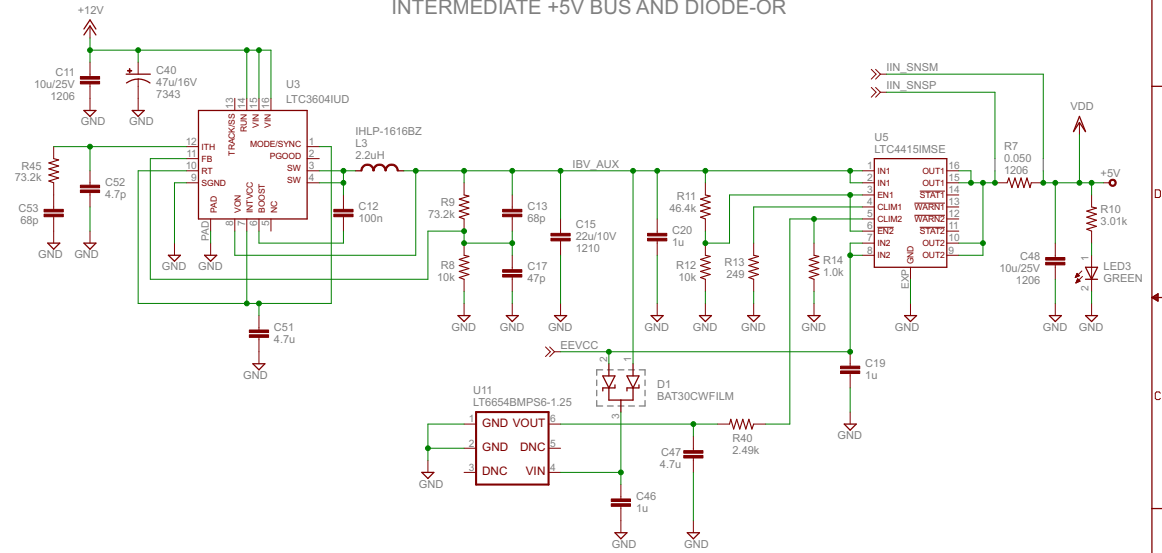 INTERMEDIATE +5V BUS AND DIODE-OR
+12V
C11
10u/25V
1206
C40
47u/16V
7343
GND
GND
U3
LTC3604IUD
13 TRACK/SS
14 RUN
15 VIN
16 VIN
12 ITH
11 FB
10 RT
9 SGND
MODE/SYNC 1
PGOOD 2
SW 3
SW 4
PAD
PAD
8 VON
7 INTVCC
6 BOOST
5 NC
R45
73.2k
C52
4.7p
C53
68p
GND
GND
GND
GND
IHLP-1616BZ
L3
2.2uH
C12
100n
C51
4.7u
GND
R9
73.2k
C13
68p
R8
10k
C17
47p
GND
GND
C15
22u/10V
1210
GND
IBV_AUX
C20
1u
GND
R11
46.4k
R12
10k
GND
R13
249
GND
R14
1.0k
GND
IIN_SNSM
IIN_SNSP
U5
LTC4415IMSE
1 IN1
2 IN1
3 EN1
4 CLIM1
5 CLIM2
6 EN2
7 IN2
8 IN2
OUT1 16
OUT1 15
STAT1 14
WARN1 13
WARN2 12
STAT2 11
OUT2 10
OUT2 9
GND
EXP
GND
R7
0.050
1206
VDD
+5V
R10
3.01k
C48
10u/25V
1206
1
2
LED3
GREEN
GND
GND
EEVCC
2
1
3
D1
BAT30CWFILM
C19
1u
GND
U11
LT6654BMPS6-1.25
1 GND VOUT 6
2 GND DNC 5
3 DNC VIN 4
GND
C46
1u
GND
C47
4.7u
GND
R40
2.49k
D
C